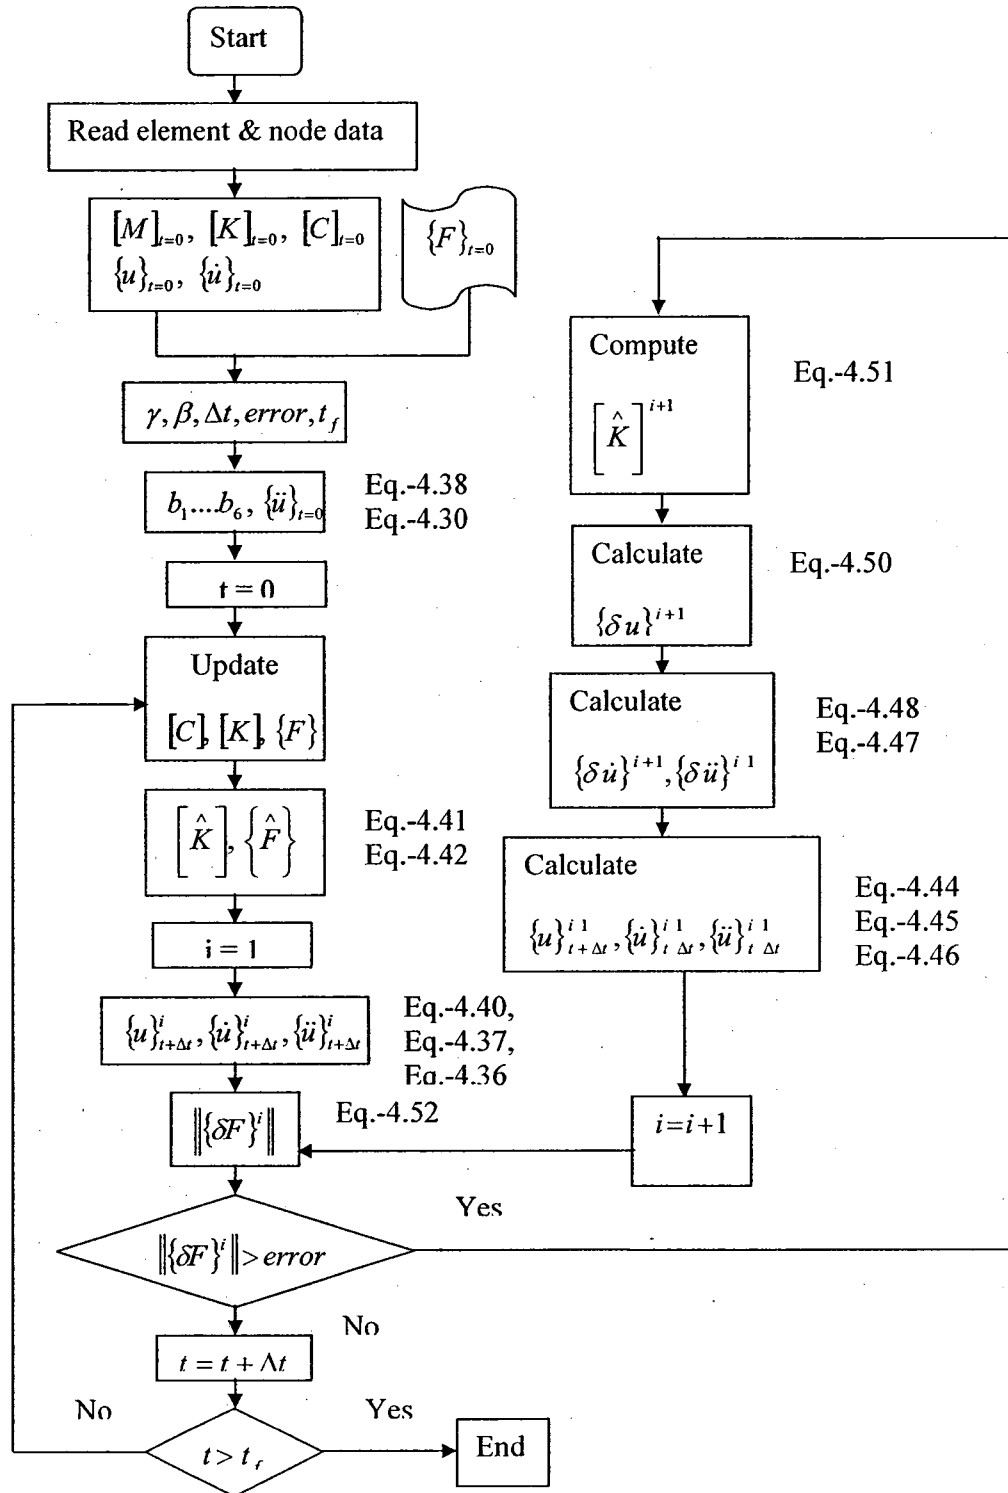 Start
Read element & node data
[M]_{t=0}, [K]_{t=0}, [C]_{t=0}
{u}_{t=0}, {u̇}_{t=0}
{F}_{t=0}
γ, β, Δt, error, t_f
b_1....b_6, {ü}_{t=0}
Eq.-4.38
Eq.-4.30
t = 0
Update
[C], [K], {F}
[K̂], {F̂}
Eq.-4.41
Eq.-4.42
i = 1
{u}^i_{t+Δt}, {u̇}^i_{t+Δt}, {ü}^i_{t+Δt}
Eq.-4.40,
Eq.-4.37,
Eq.-4.36
‖{δF}^i‖
Eq.-4.52
‖{δF}^i‖ > error
Yes
No
t = t + Δt
No
Yes
t > t_f
End
Compute
[K̂]^{i+1}
Eq.-4.51
Calculate
{δu}^{i+1}
Eq.-4.50
Calculate
{δu̇}^{i+1}, {δü}^{i 1}
Eq.-4.48
Eq.-4.47
Calculate
{u}^{i 1}_{t+Δt}, {u̇}^{i 1}_{t Δt}, {ü}^{i 1}_{t Δt}
Eq.-4.44
Eq.-4.45
Eq.-4.46
i=i+1